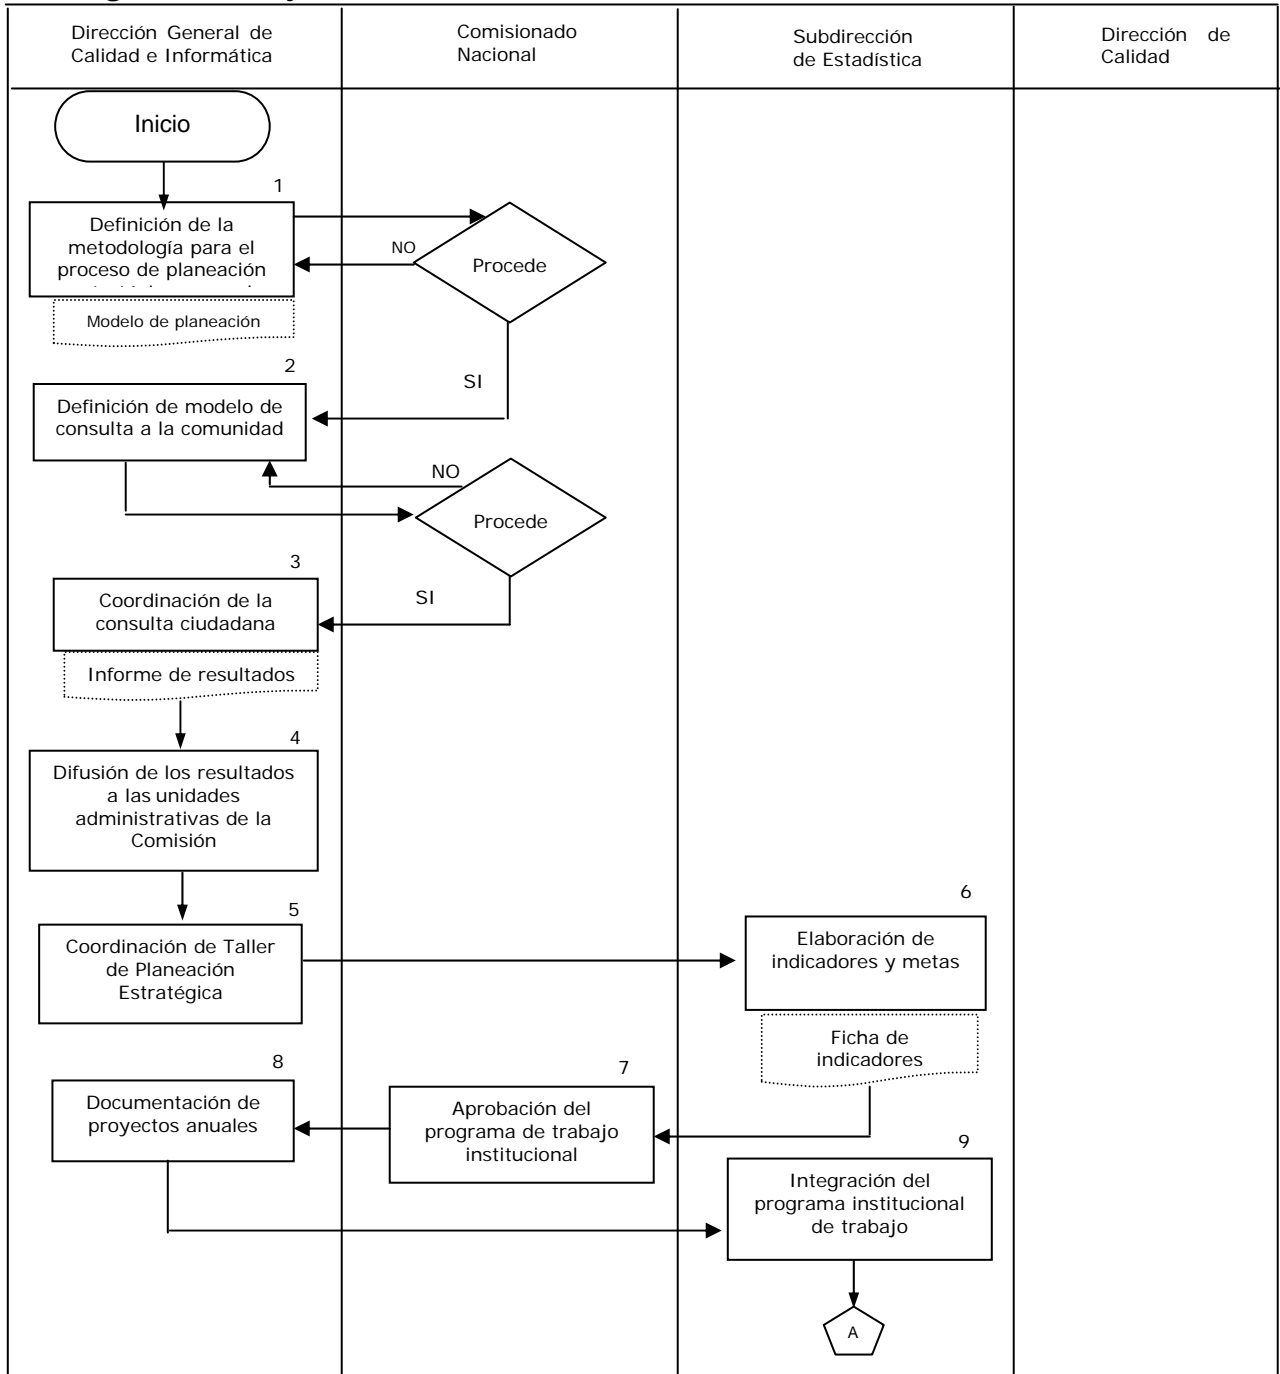 Dirección General de
Calidad e Informática
Comisionado
Nacional
Subdirección
de Estadística
Dirección de
Calidad
Inicio
1
Definición de la
metodología para el
proceso de planeación
Procede
NO
Modelo de planeación
SI
2
Definición de modelo de
consulta a la comunidad
NO
Procede
3
SI
Coordinación de la
consulta ciudadana
Informe de resultados
4
Difusión de los resultados
a las unidades
administrativas de la
Comisión
5
Coordinación de Taller
de Planeación
Estratégica
6
Elaboración de
indicadores y metas
Ficha de
indicadores
7
Aprobación del
programa de trabajo
institucional
8
Documentación de
proyectos anuales
9
Integración del
programa institucional
de trabajo
A